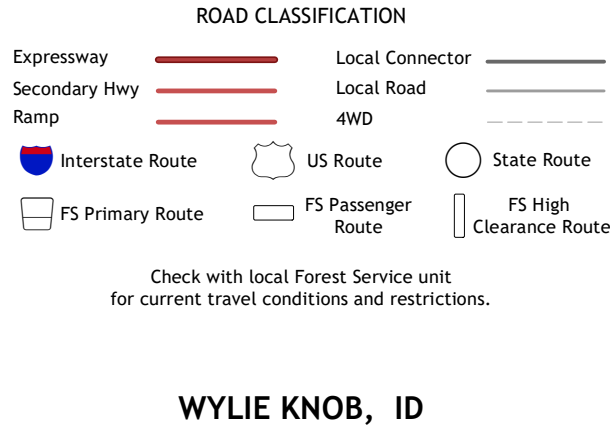 ROAD CLASSIFICATION
Expressway
Local Connector
Secondary Hwy
Local Road
Ramp
4WD
Interstate Route
US Route
State Route
FS Primary Route
FS Passenger
Route
FS High
Clearance Route
Check with local Forest Service unit
for current travel conditions and restrictions.
WYLIE KNOB, ID